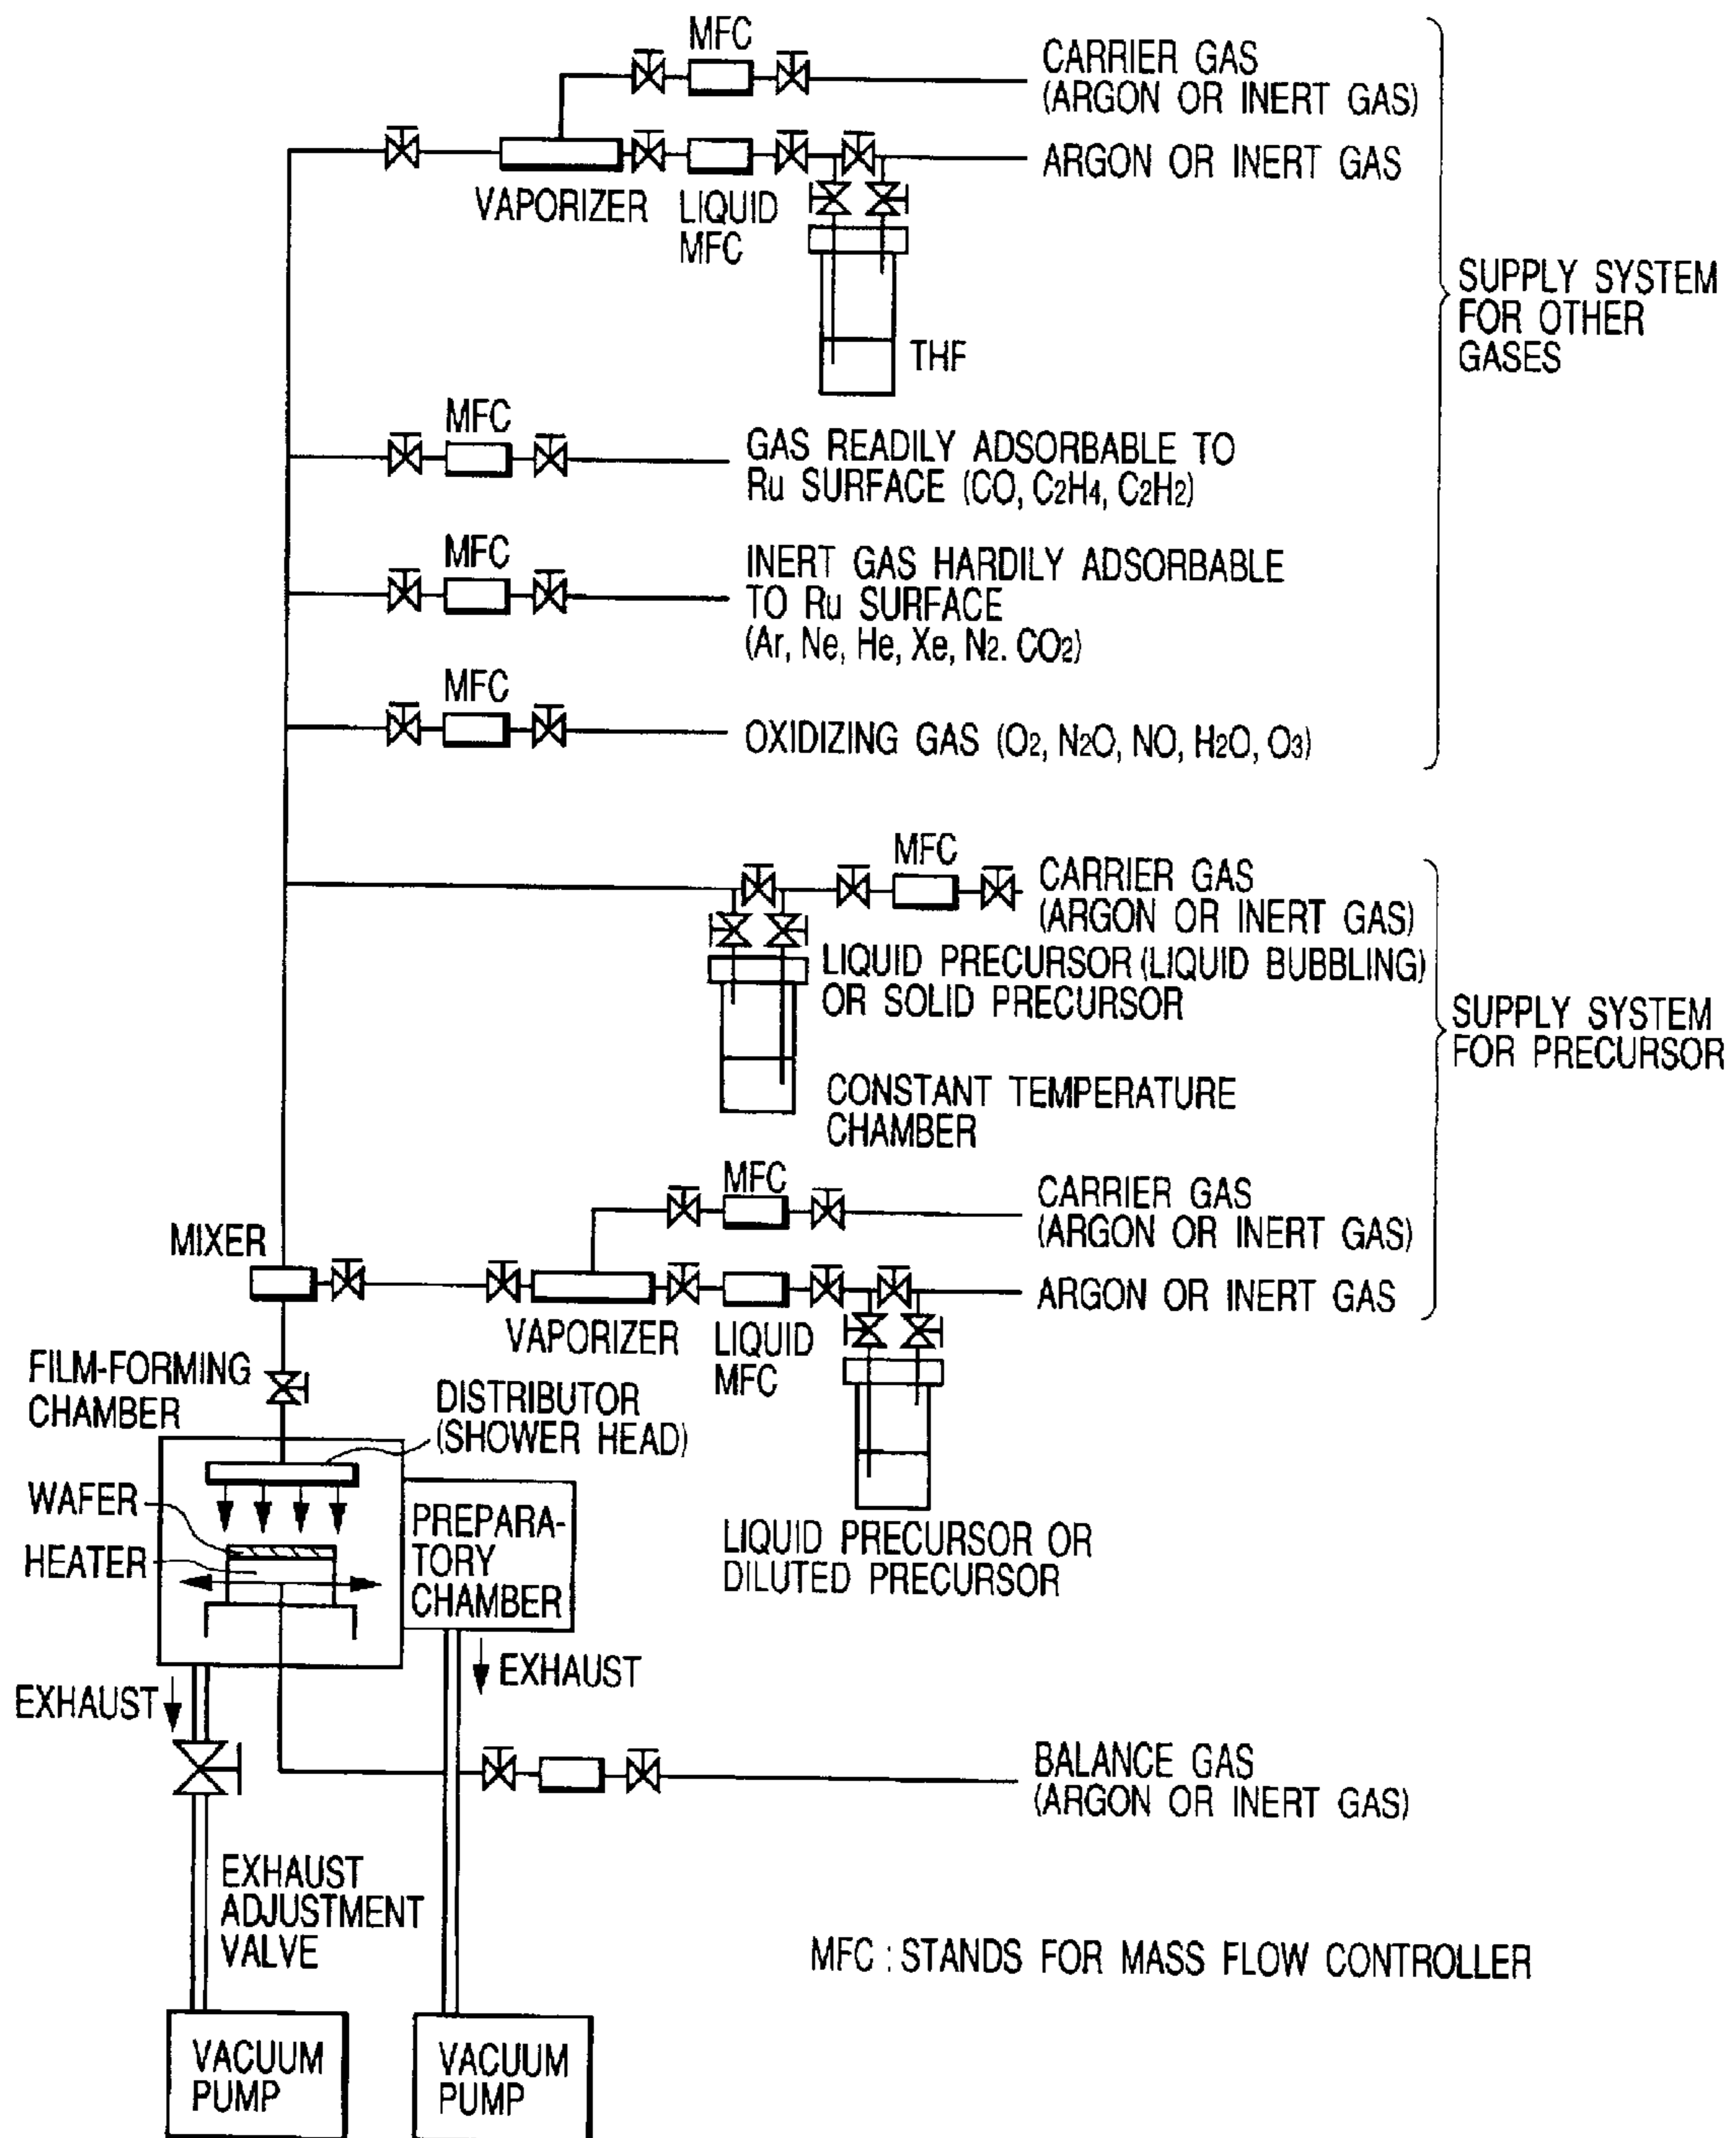 MFC
CARRIER GAS
(ARGON OR INERT GAS)
ARGON OR INERT GAS
VAPORIZER
LIQUID
MFC
THF
SUPPLY SYSTEM
FOR OTHER
GASES
MFC
GAS READILY ADSORBABLE TO
Ru SURFACE (CO, C2H4, C2H2)
MFC
INERT GAS HARDILY ADSORBABLE
TO Ru SURFACE
(Ar, Ne, He, Xe, N2. CO2)
MFC
OXIDIZING GAS (O2, N2O, NO, H2O, O3)
MFC
CARRIER GAS
(ARGON OR INERT GAS)
LIQUID PRECURSOR (LIQUID BUBBLING)
OR SOLID PRECURSOR
SUPPLY SYSTEM
FOR PRECURSOR
CONSTANT TEMPERATURE
CHAMBER
MFC
CARRIER GAS
(ARGON OR INERT GAS)
MIXER
ARGON OR INERT GAS
VAPORIZER
LIQUID
MFC
FILM-FORMING
CHAMBER
DISTRIBUTOR
(SHOWER HEAD)
WAFER
HEATER
PREPARA-
TORY
CHAMBER
LIQUID PRECURSOR OR
DILUTED PRECURSOR
EXHAUST
EXHAUST
BALANCE GAS
(ARGON OR INERT GAS)
EXHAUST
ADJUSTMENT
VALVE
MFC : STANDS FOR MASS FLOW CONTROLLER
VACUUM
PUMP
VACUUM
PUMP